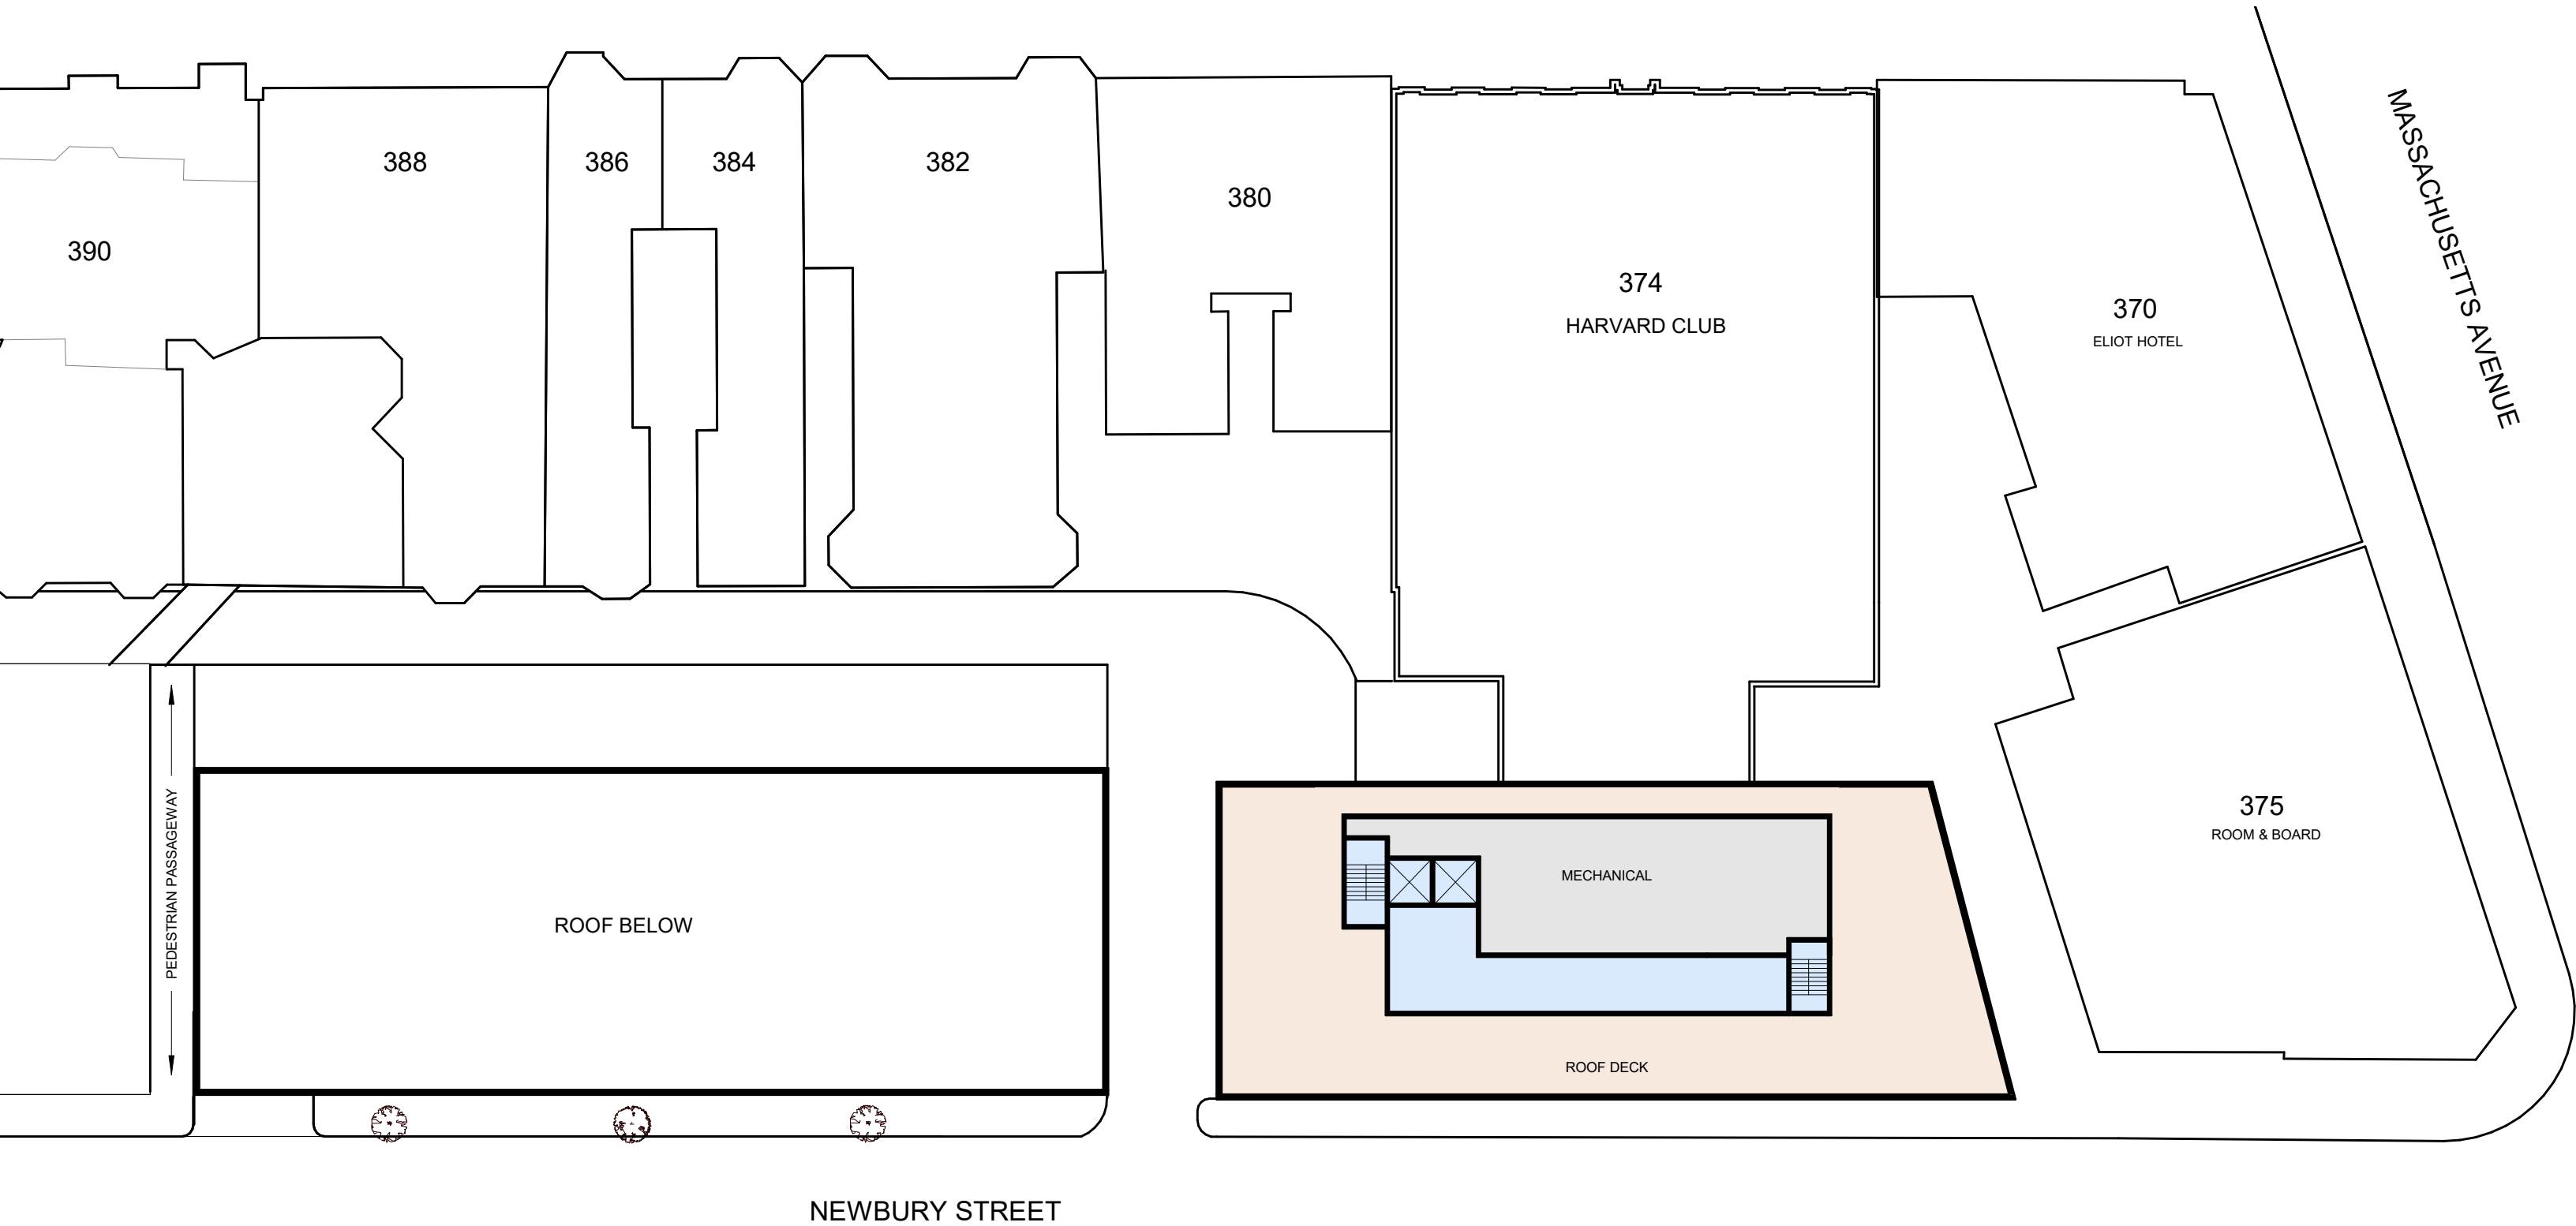 388
386
384
382
380
390
374
HARVARD CLUB
370
ELIOT HOTEL
MASSACHUSETTS AVENUE
375
ROOM & BOARD
PEDESTRIAN PASSAGEWAY
ROOF BELOW
MECHANICAL
ROOF DECK
NEWBURY STREET